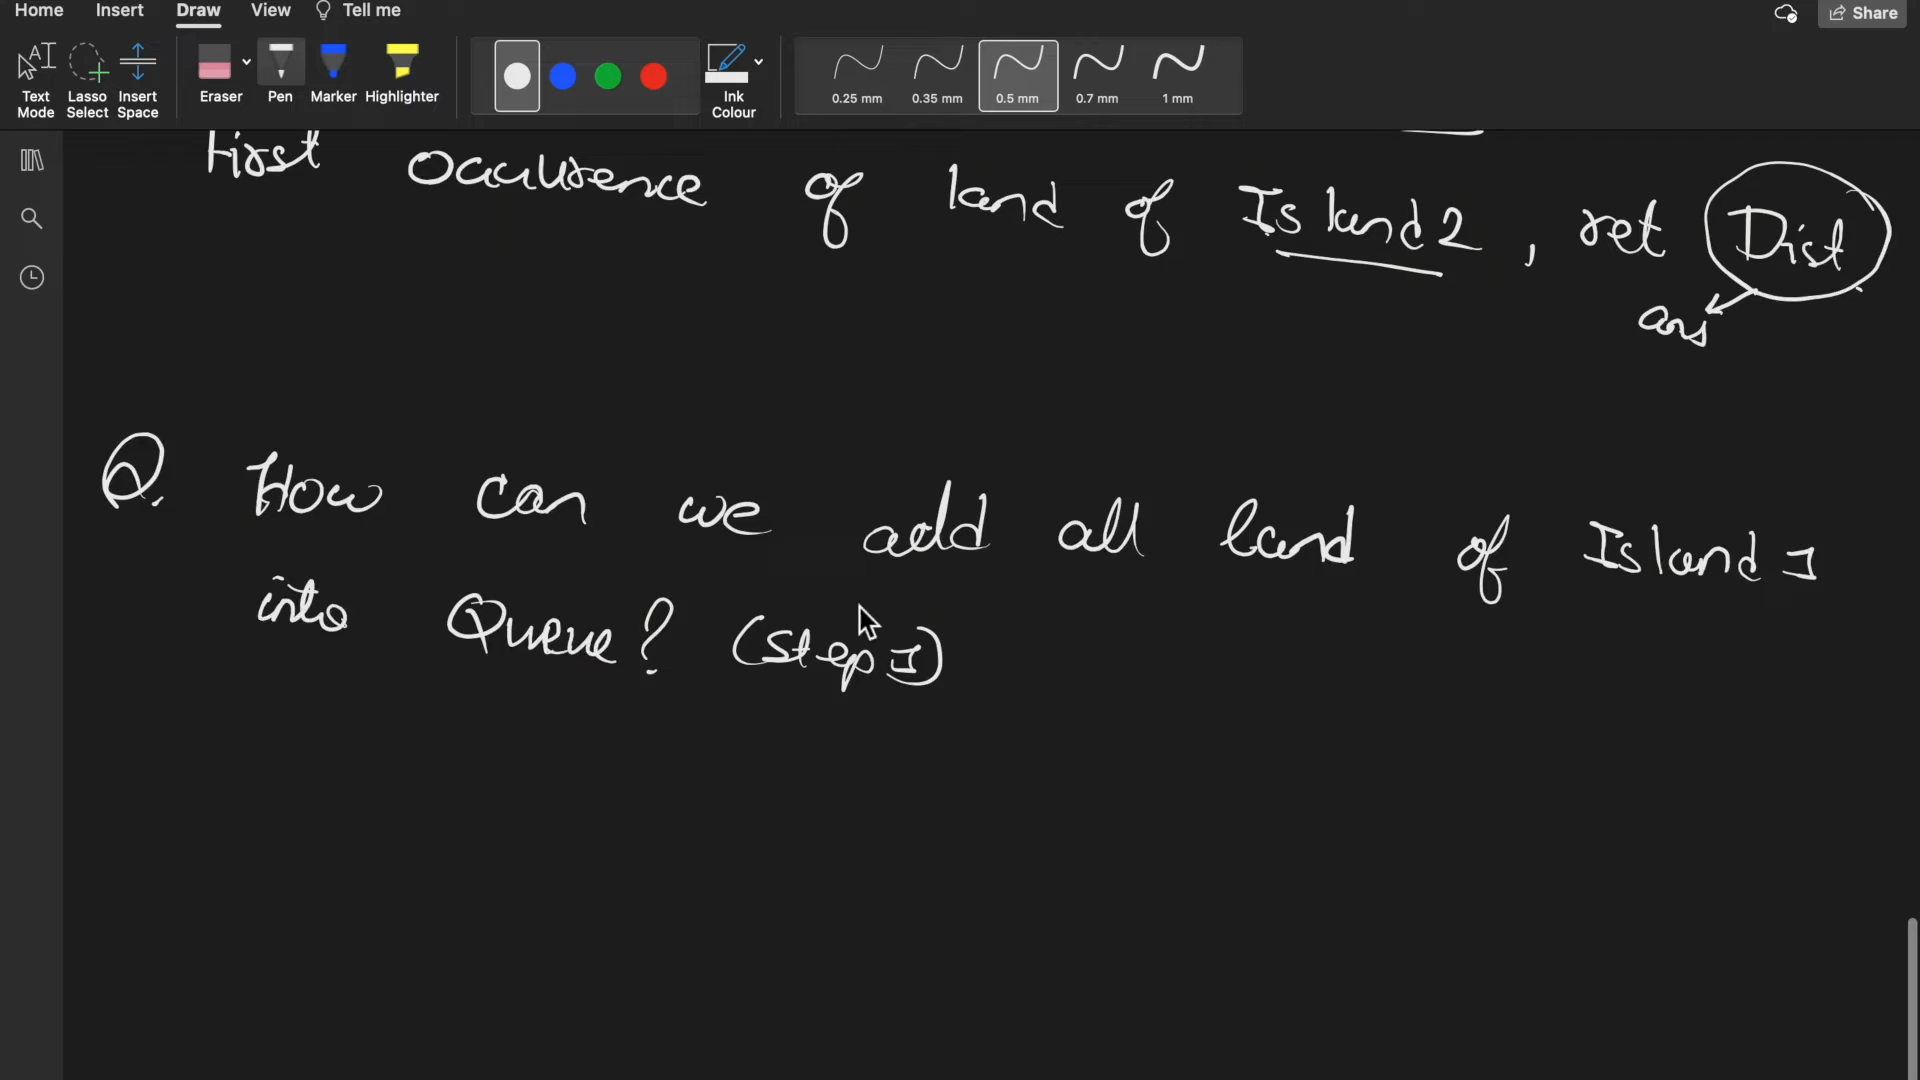 Home Insert Draw View Tell me Share
Text Mode Lasso Select Insert Space Eraser Pen Marker Highlighter Ink Colour 0.25 mm 0.35 mm 0.5 mm 0.7 mm 1 mm
First Occurrence of land of Island 2, ret Dist
ans
Q. How can we add all land of Island 1
into Queue? (step 1)